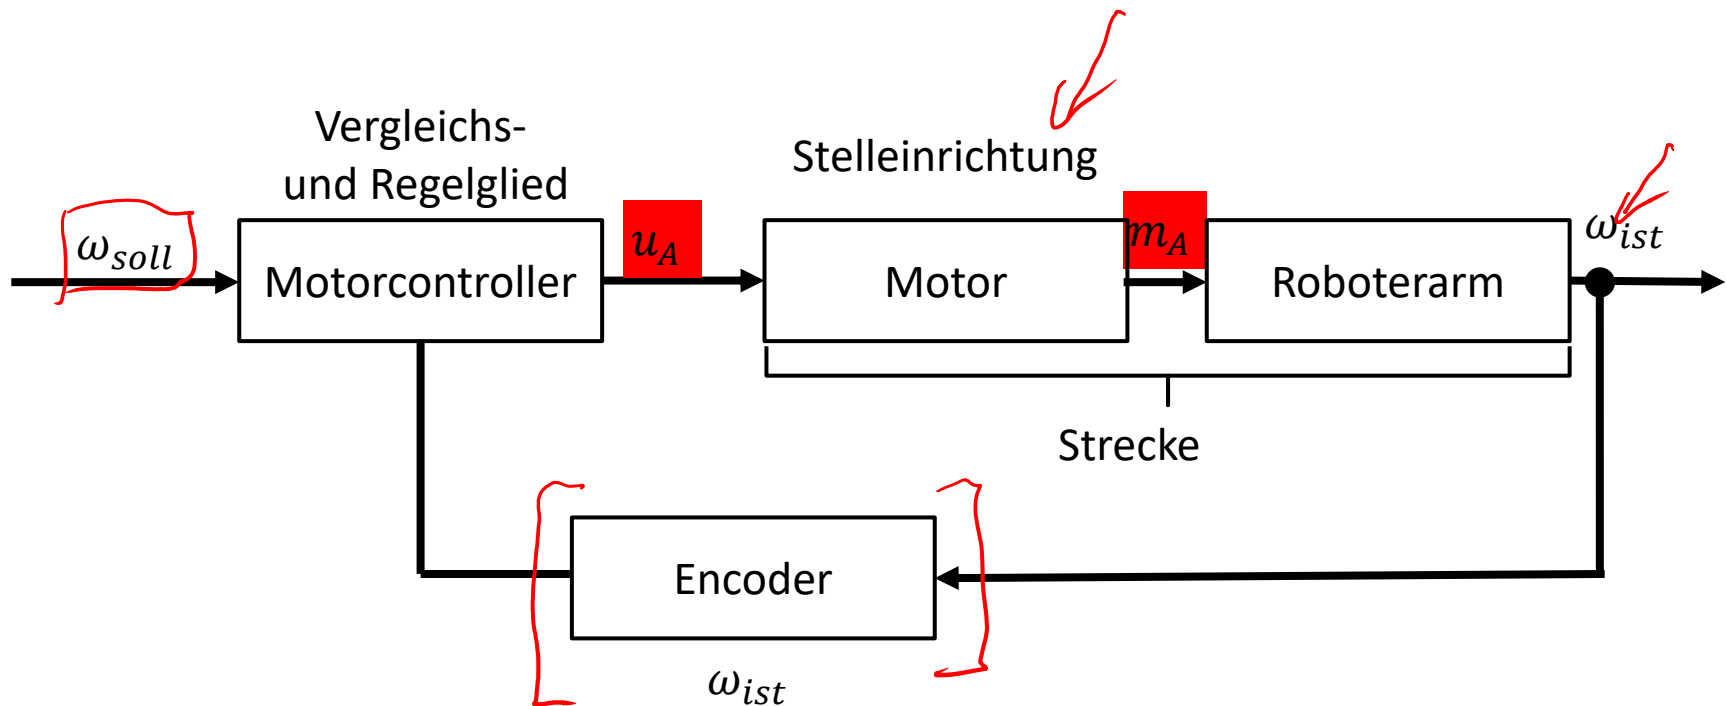 Vergleichs-
und Regelglied
Stelleinrichtung
ω_soll
u_A
m_A
ω_ist
Motorcontroller
Motor
Roboterarm
Strecke
Encoder
ω_ist